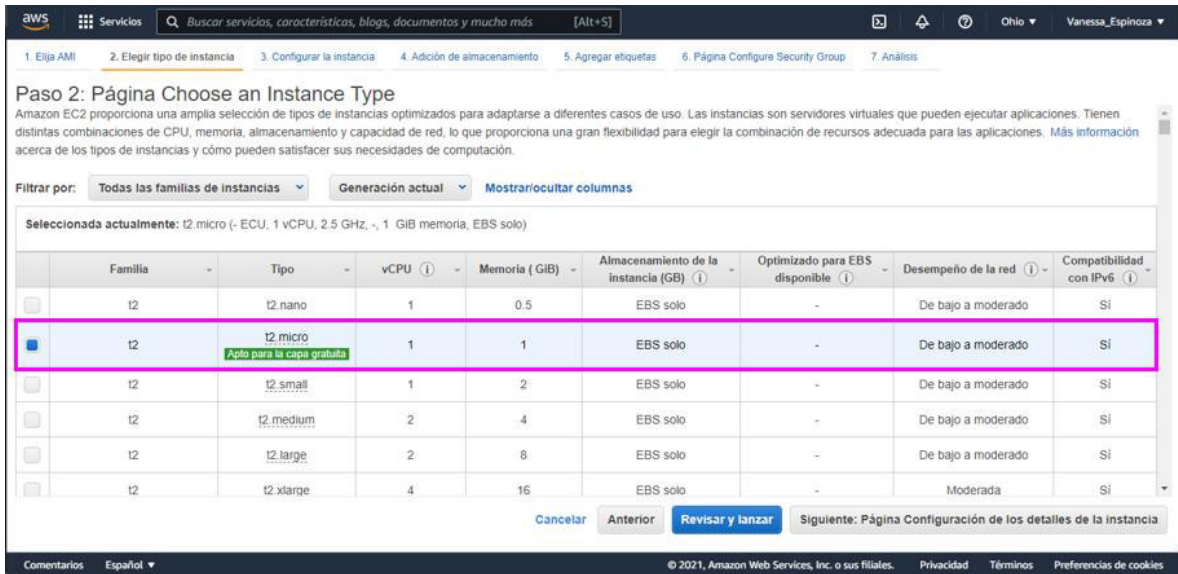 aws Servicios Buscar servicios, características, blogs, documentos y mucho más [Alt+S] Ohio Vanessa_Espinoza
1. Elija AMI 2. Elegir tipo de instancia 3. Configurar la instancia 4. Adición de almacenamiento 5. Agregar etiquetas 6. Página Configure Security Group 7. Análisis
Paso 2: Página Choose an Instance Type
Amazon EC2 proporciona una amplia selección de tipos de instancias optimizados para adaptarse a diferentes casos de uso. Las instancias son servidores virtuales que pueden ejecutar aplicaciones. Tienen
distintas combinaciones de CPU, memoria, almacenamiento y capacidad de red, lo que proporciona una gran flexibilidad para elegir la combinación de recursos adecuada para las aplicaciones. Más información
acerca de los tipos de instancias y cómo pueden satisfacer sus necesidades de computación.
Filtrar por: Todas las familias de instancias Generación actual Mostrar/ocultar columnas
Seleccionada actualmente: t2.micro (- ECU, 1 vCPU, 2.5 GHz, -, 1 GiB memoria, EBS solo)
Familia Tipo vCPU Memoria ( GiB) Almacenamiento de la instancia (GB) Optimizado para EBS disponible Desempeño de la red Compatibilidad con IPv6
t2 t2.nano 1 0.5 EBS solo - De bajo a moderado Sí
t2 t2.micro Apto para la capa gratuita 1 1 EBS solo - De bajo a moderado Sí
t2 t2.small 1 2 EBS solo - De bajo a moderado Sí
t2 t2.medium 2 4 EBS solo - De bajo a moderado Sí
t2 t2.large 2 8 EBS solo - De bajo a moderado Sí
t2 t2.xlarge 4 16 EBS solo - Moderada Sí
Cancelar Anterior Revisar y lanzar Siguiente: Página Configuración de los detalles de la instancia
Comentarios Español © 2021, Amazon Web Services, Inc. o sus filiales. Privacidad Términos Preferencias de cookies